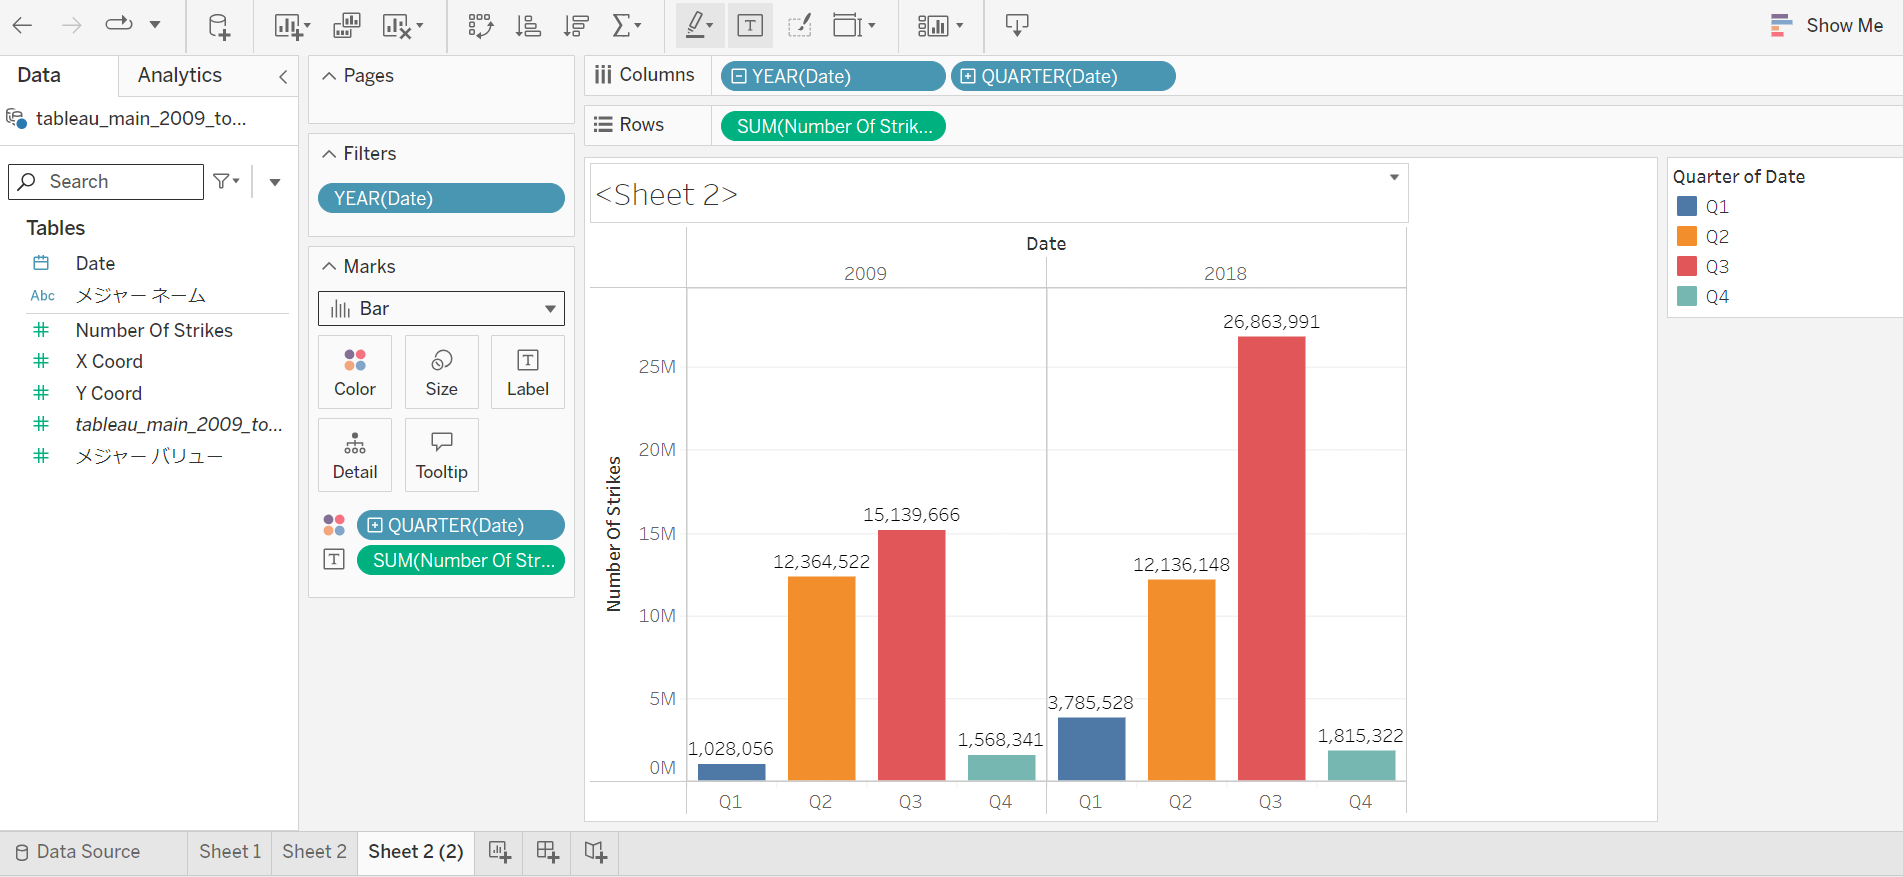 Show Me
Data
Analytics
tableau_main_2009_to...
Search
Tables
Date
Abc メジャー ネーム
Number Of Strikes
X Coord
Y Coord
tableau_main_2009_to...
メジャー バリュー
Pages
Filters
YEAR(Date)
Marks
Bar
Color
Size
T
Label
Detail
Tooltip
QUARTER(Date)
T SUM(Number Of Str...
Columns
YEAR(Date)
QUARTER(Date)
Rows
SUM(Number Of Strik...
<Sheet 2>
Date
2009
2018
Number Of Strikes
25M
20M
15M
10M
5M
0M
1,028,056
12,364,522
15,139,666
1,568,341
3,785,528
12,136,148
26,863,991
1,815,322
Q1
Q2
Q3
Q4
Q1
Q2
Q3
Q4
Quarter of Date
Q1
Q2
Q3
Q4
Data Source
Sheet 1
Sheet 2
Sheet 2 (2)